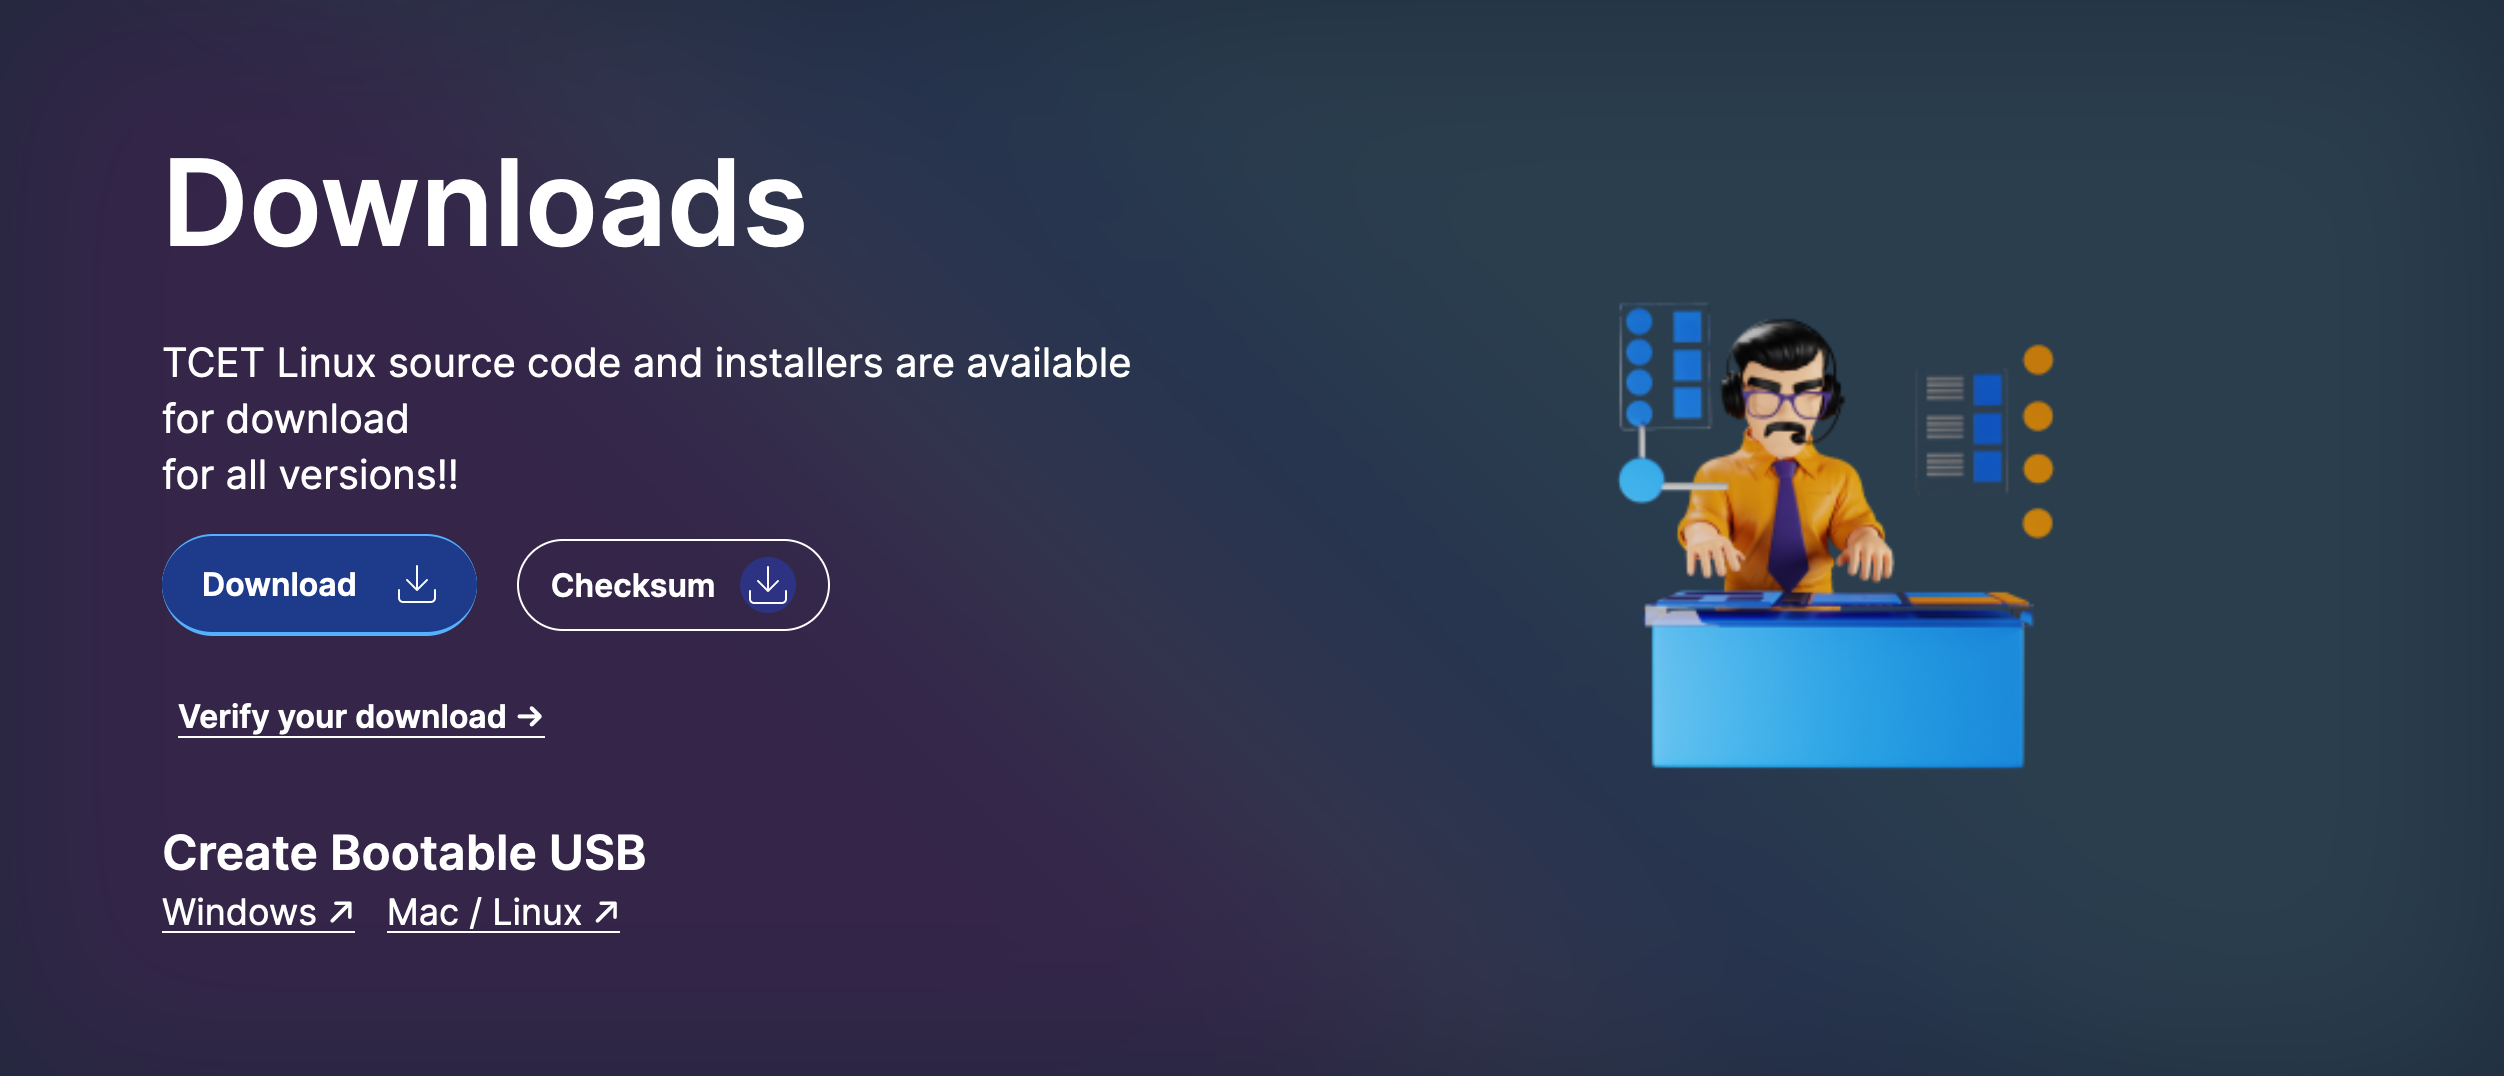 Downloads
TCET Linux source code and installers are available
for download
for all versions!!
Download
Checksum
Verify your download →
Create Bootable USB
Windows ↗ Mac / Linux ↗